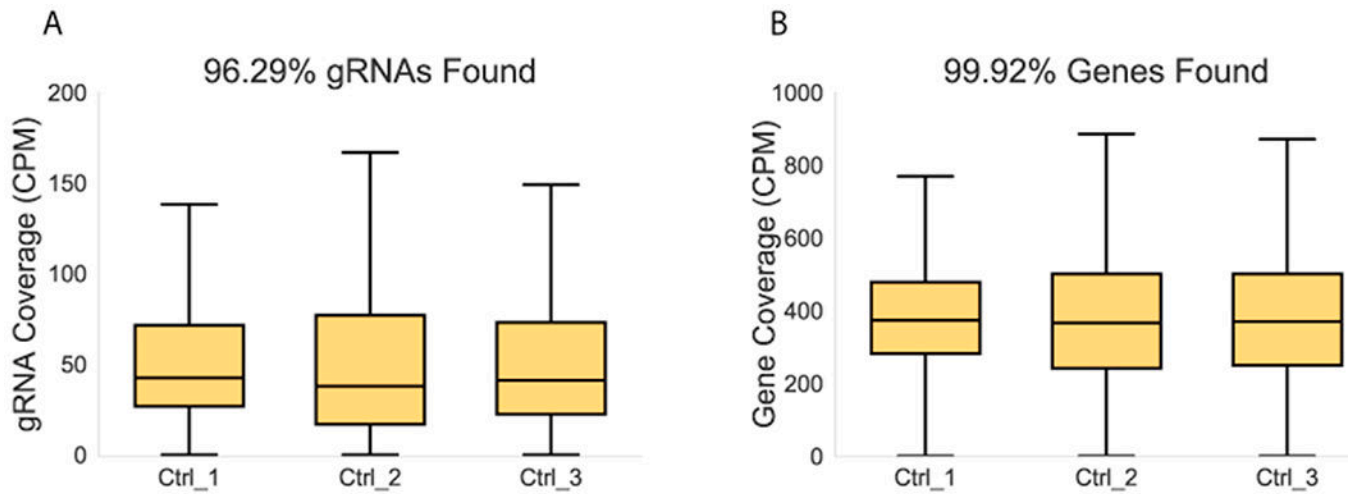 A
96.29% gRNAs Found
gRNA Coverage (CPM)
200
150
100
50
0
Ctrl_1
Ctrl_2
Ctrl_3
B
99.92% Genes Found
Gene Coverage (CPM)
1000
800
600
400
200
0
Ctrl_1
Ctrl_2
Ctrl_3